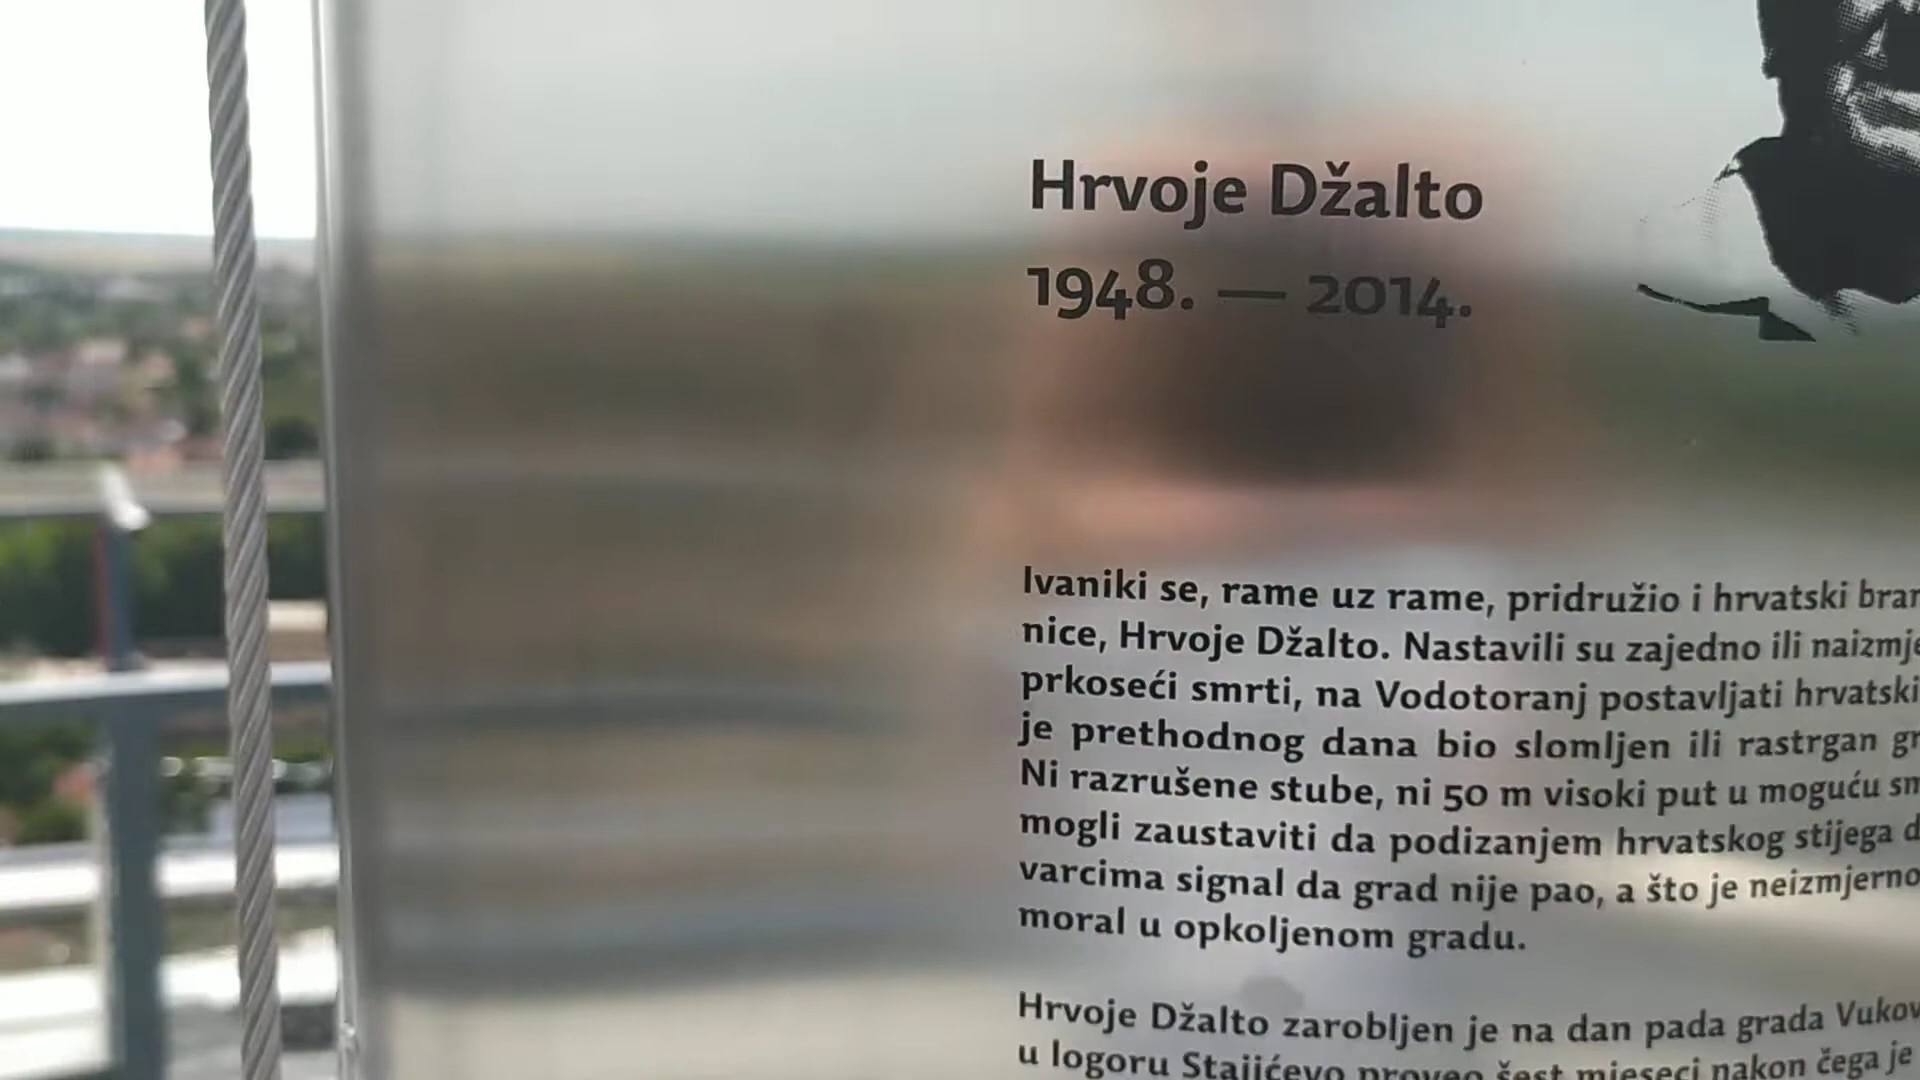 Hrvoje Džalto
1948. — 2014.
Ivaniki se, rame uz rame, pridružio i hrvatski
nice, Hrvoje Džalto. Nastavili su zajedno ili
prkoseći smrti, na Vodotoranj postavljati hrvatski
je prethodnog dana bio slomljen ili rastrgan
Ni razrušene stube, ni 50 m visoki put u moguću
mogli zaustaviti da podizanjem hrvatskog stijega
varcima signal da grad nije pao, a što je neizmjerno
moral u opkoljenom gradu.
Hrvoje Džalto zarobljen je na dan pada grada
u logoru Stajićevo proveo šest mjeseci nakon čega je